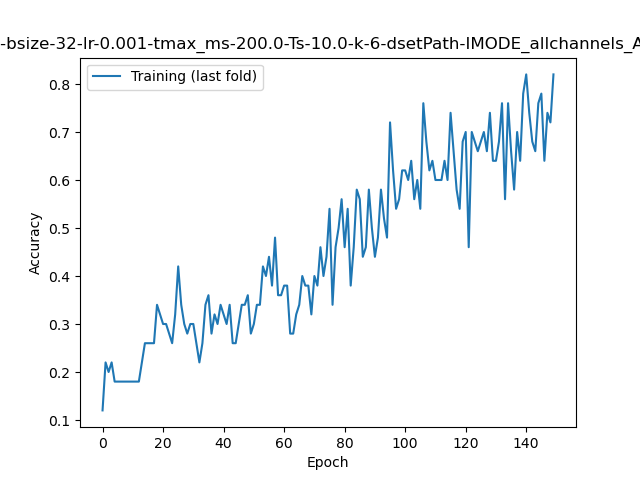 -bsize-32-lr-0.001-tmax_ms-200.0-Ts-10.0-k-6-dsetPath-IMODE_allchannels_A
Training (last fold)
0.8
0.7
0.6
0.5
0.4
0.3
0.2
0.1
Accuracy
0 20 40 60 80 100 120 140
Epoch